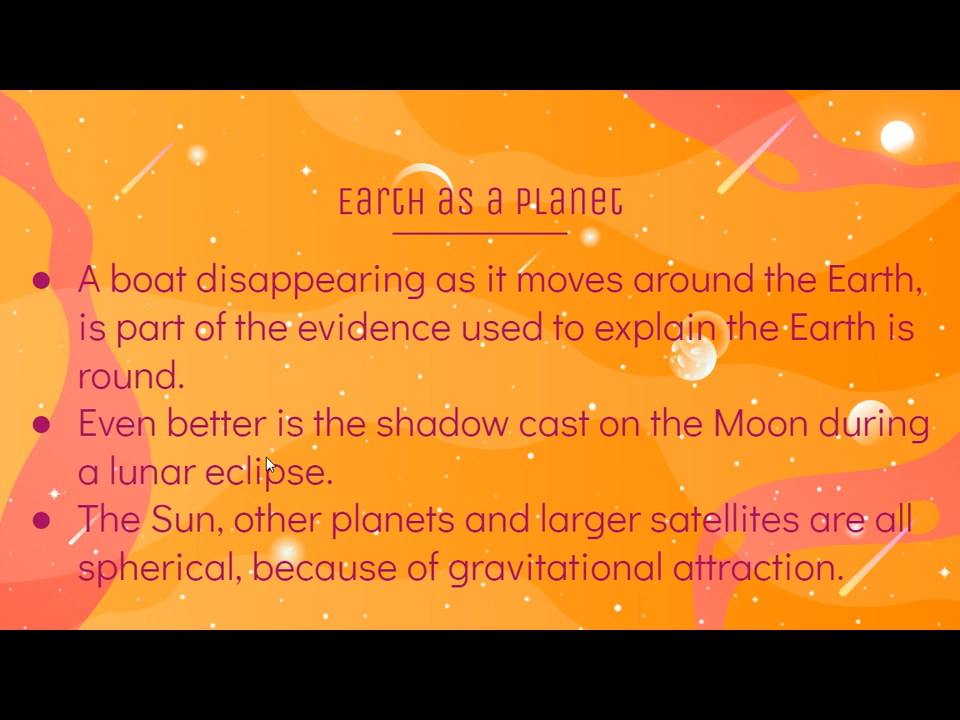 Earth as a Planet
● A boat disappearing as it moves around the Earth,
is part of the evidence used to explain the Earth is
round.
● Even better is the shadow cast on the Moon during
a lunar eclipse.
● The Sun, other planets and larger satellites are all
spherical, because of gravitational attraction.